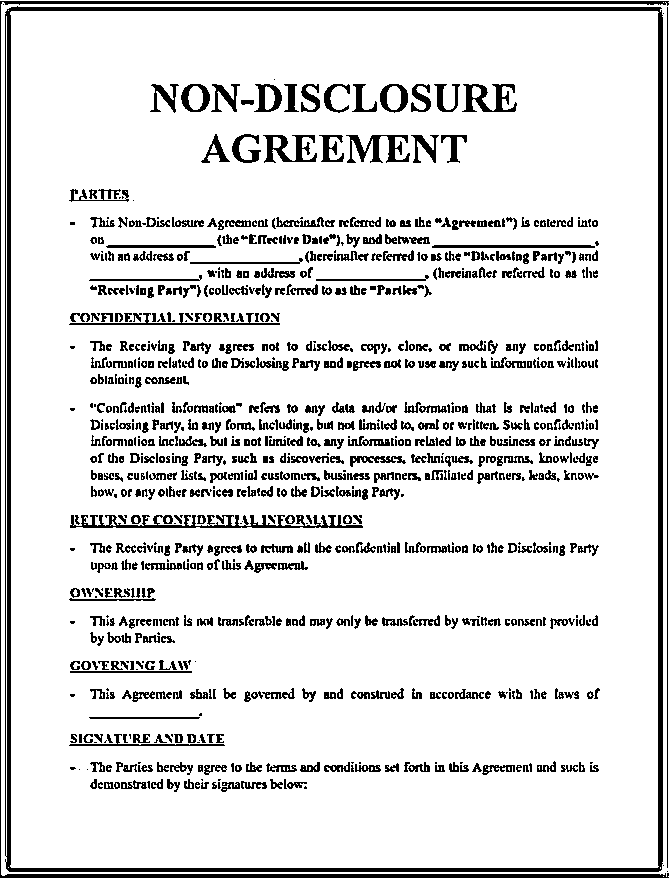 NON-DISCLOSURE
AGREEMENT
PARTIES
- This Non-Disclosure Agreement (hereinafter referred to as the “Agreement”) is entered into
on _______________ (the “Effective Date”), by and between _______________________,
with an address of _______________, (hereinafter referred to as the “Disclosing Party”) and
_______________, with an address of _______________, (hereinafter referred to as the
“Receiving Party”) (collectively referred to as the “Parties”).
CONFIDENTIAL INFORMATION
- The Receiving Party agrees not to disclose, copy, clone, or modify any confidential
information related to the Disclosing Party and agrees not to use any such information without
obtaining consent.
- “Confidential information” refers to any data and/or information that is related to the
Disclosing Party, in any form, including, but not limited to, oral or written. Such confidential
information includes, but is not limited to, any information related to the business or industry
of the Disclosing Party, such as discoveries, processes, techniques, programs, knowledge
bases, customer lists, potential customers, business partners, affiliated partners, leads, know-
how, or any other services related to the Disclosing Party.
RETURN OF CONFIDENTIAL INFORMATION
- The Receiving Party agrees to return all the confidential information to the Disclosing Party
upon the termination of this Agreement.
OWNERSHIP
- This Agreement is not transferable and may only be transferred by written consent provided
by both Parties.
GOVERNING LAW
- This Agreement shall be governed by and construed in accordance with the laws of
_______________.
SIGNATURE AND DATE
- The Parties hereby agree to the terms and conditions set forth in this Agreement and such is
demonstrated by their signatures below: